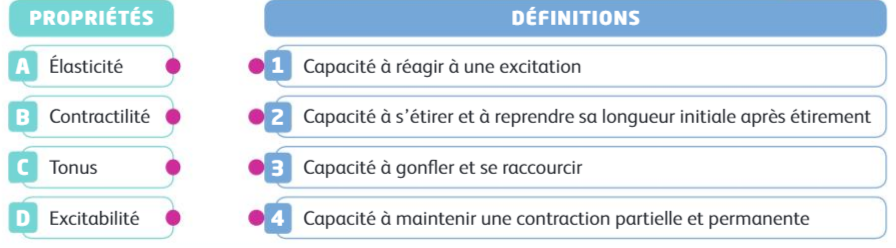 PROPRIÉTÉS DÉFINITIONS
A Élasticité 1 Capacité à réagir à une excitation
B Contractilité 2 Capacité à s’étirer et à reprendre sa longueur initiale après étirement
C Tonus 3 Capacité à gonfler et se raccourcir
D Excitabilité 4 Capacité à maintenir une contraction partielle et permanente